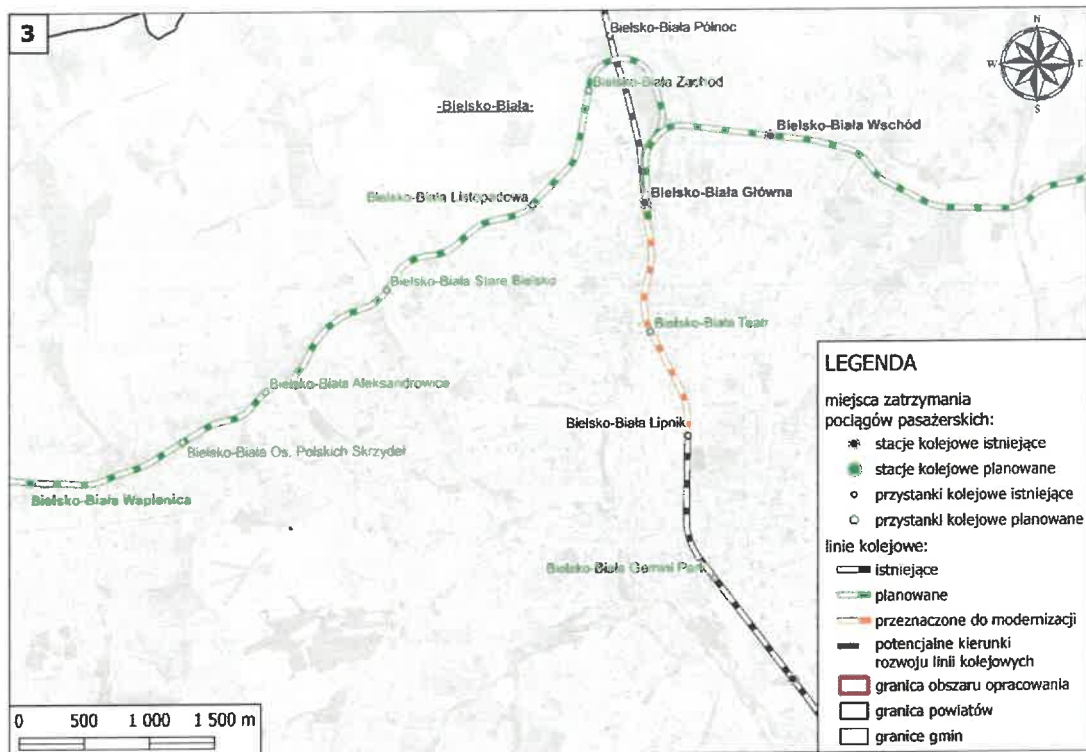 3
Bielsko-Biała Północ
N
W
E
S
Bielsko-Biała Zachód
-Bielsko-Biała-
Bielsko-Biała Wschód
Bielsko-Biała Listopadowa
Bielsko-Biała Główna
Bielsko-Biała Stare Bielsko
Bielsko-Biała Teatr
Bielsko-Biała Aleksandrowice
Bielsko-Biała Lipnik
Bielsko-Biała Os. Polskich Skrzydeł
Bielsko-Biała Wapienica
Bielsko-Biała Gemini Park
LEGENDA
miejsca zatrzymania
pociągów pasażerskich:
stacje kolejowe istniejące
stacje kolejowe planowane
przystanki kolejowe istniejące
przystanki kolejowe planowane
linie kolejowe:
istniejące
planowane
przeznaczone do modernizacji
potencjalne kierunki
rozwoju linii kolejowych
granica obszaru opracowania
granica powiatów
granice gmin
0 500 1 000 1 500 m